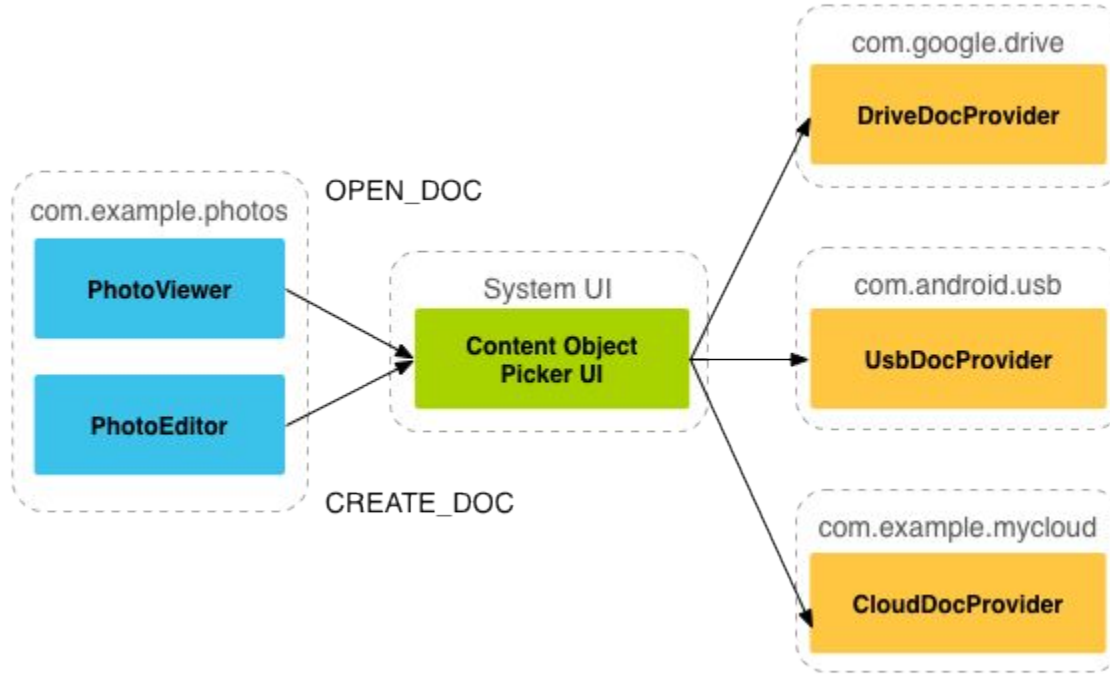 com.example.photos
PhotoViewer
PhotoEditor
OPEN_DOC
CREATE_DOC
System UI
Content Object
Picker UI
com.google.drive
DriveDocProvider
com.android.usb
UsbDocProvider
com.example.mycloud
CloudDocProvider